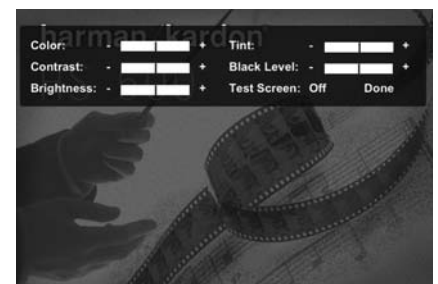 harman kardon
Color: - + Tint: - +
Contrast: - + Black Level: - +
Brightness: - + Test Screen: Off Done